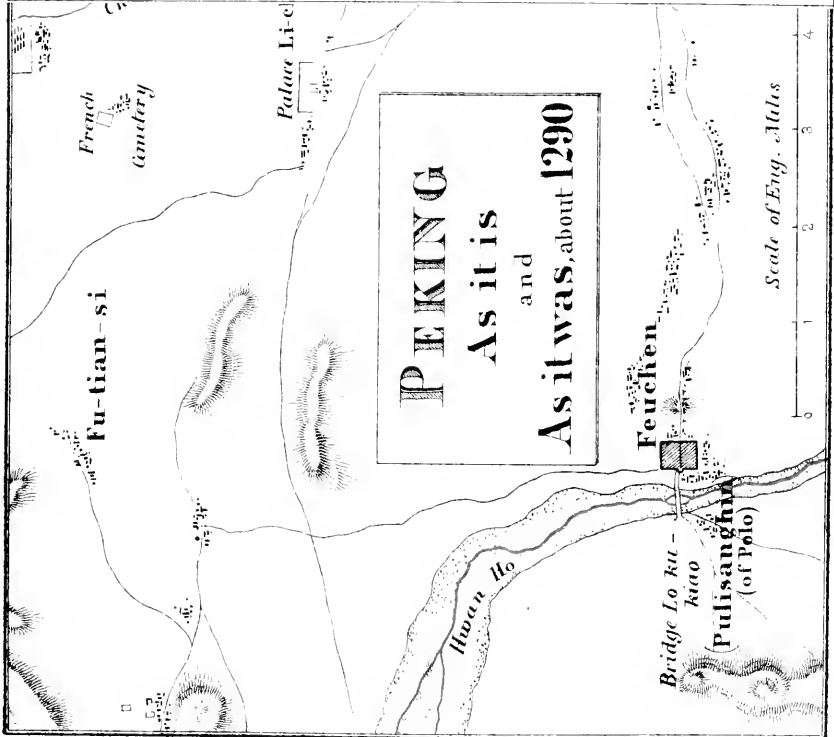 PEKING
As it is
and
As it was, about 1290
French
Cemetery
Palace Li-
Fu-tian-si
Feuchen
Hwan Ho
Bridge Lo ku-
kiao
(Pulisanghin
(of Polo)
0 1 2 3 4
Scale of Eng. Miles